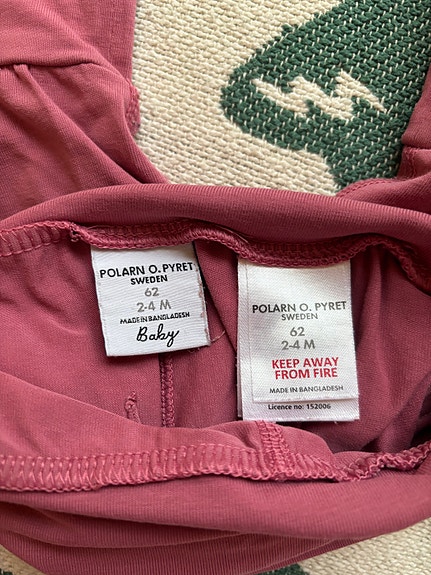 POLARN O. PYRET
SWEDEN
62
2-4 M
MADE IN BANGLADESH
Baby
POLARN O. PYRET
SWEDEN
62
2-4 M
KEEP AWAY
FROM FIRE
MADE IN BANGLADESH
Licence no: 152006